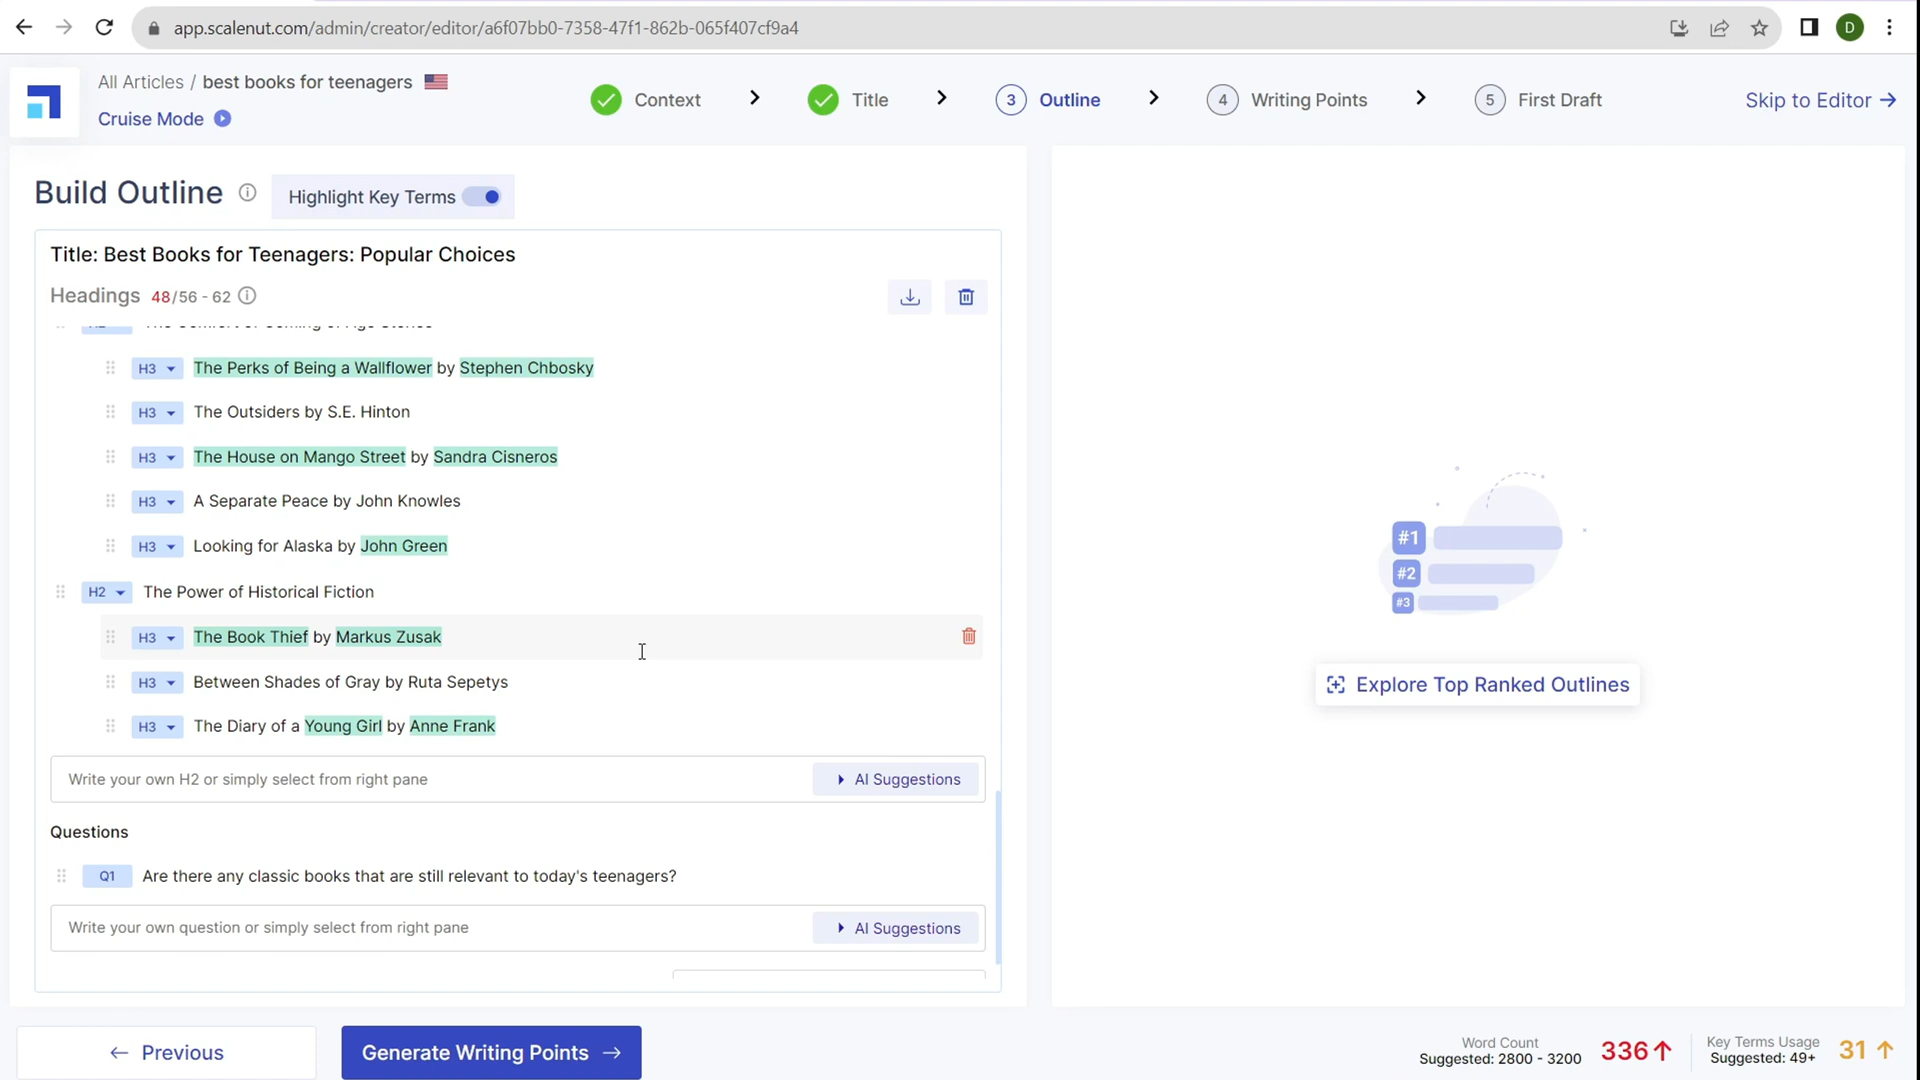 app.scalenut.com/admin/creator/editor/a6f07bb0-7358-47f1-862b-065f407cf9a4
D
All Articles / best books for teenagers
Cruise Mode
Context
Title
3 Outline
4 Writing Points
5 First Draft
Skip to Editor
Build Outline
Highlight Key Terms
Title: Best Books for Teenagers: Popular Choices
Headings 48/56 - 62
H3 The Perks of Being a Wallflower by Stephen Chbosky
H3 The Outsiders by S.E. Hinton
H3 The House on Mango Street by Sandra Cisneros
H3 A Separate Peace by John Knowles
H3 Looking for Alaska by John Green
H2 The Power of Historical Fiction
H3 The Book Thief by Markus Zusak
H3 Between Shades of Gray by Ruta Sepetys
H3 The Diary of a Young Girl by Anne Frank
Write your own H2 or simply select from right pane
AI Suggestions
Questions
Q1 Are there any classic books that are still relevant to today's teenagers?
Write your own question or simply select from right pane
AI Suggestions
#1
#2
#3
Explore Top Ranked Outlines
Previous
Generate Writing Points
Word Count
Suggested: 2800 - 3200
336
Key Terms Usage
Suggested: 49+
31